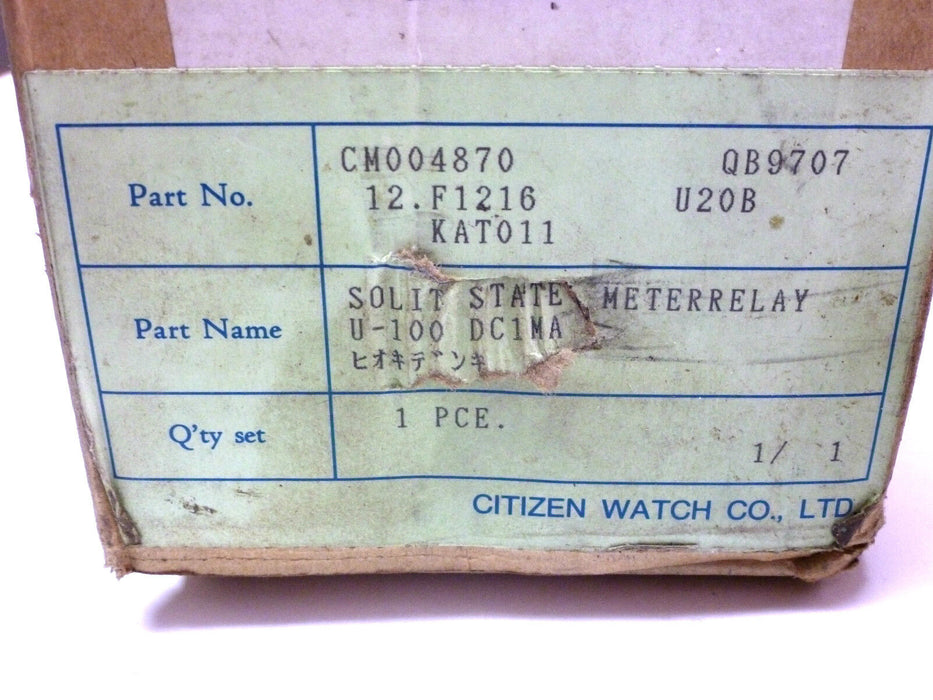 Part No. CM004870 QB9707
12.F1216 U20B
KAT011
Part Name SOLIT STATE METERRELAY
U-100 DC1MA
ヒオキデンキ
Q'ty set 1 PCE.
1/ 1
CITIZEN WATCH CO., LTD